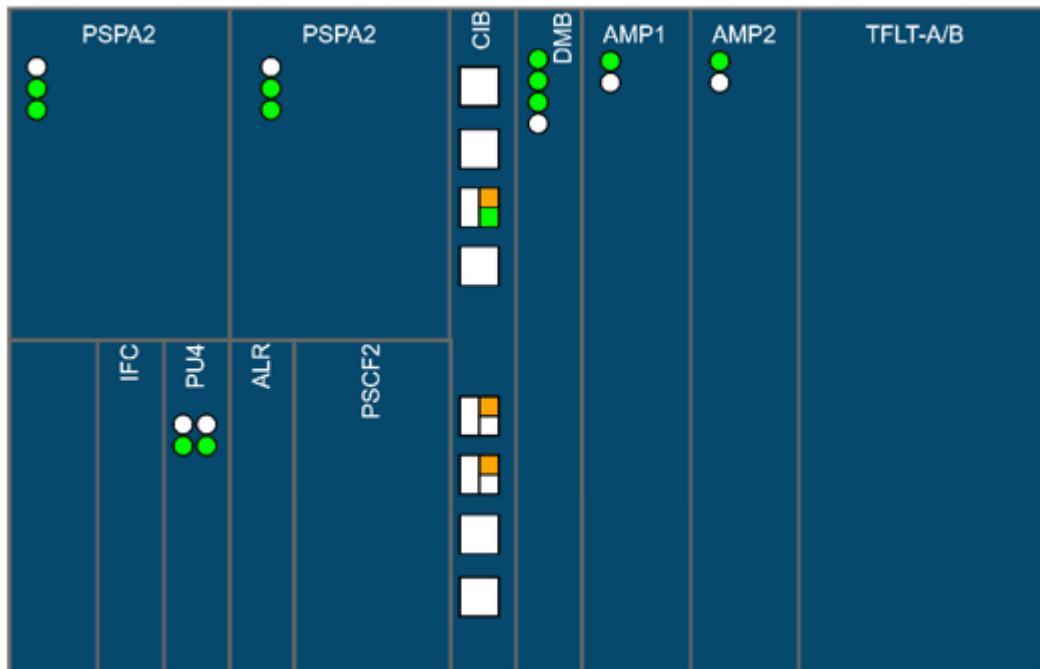 PSPA2
PSPA2
CIB
DMB
AMP1
AMP2
TFLT-A/B
IFC
PU4
ALR
PSCF2